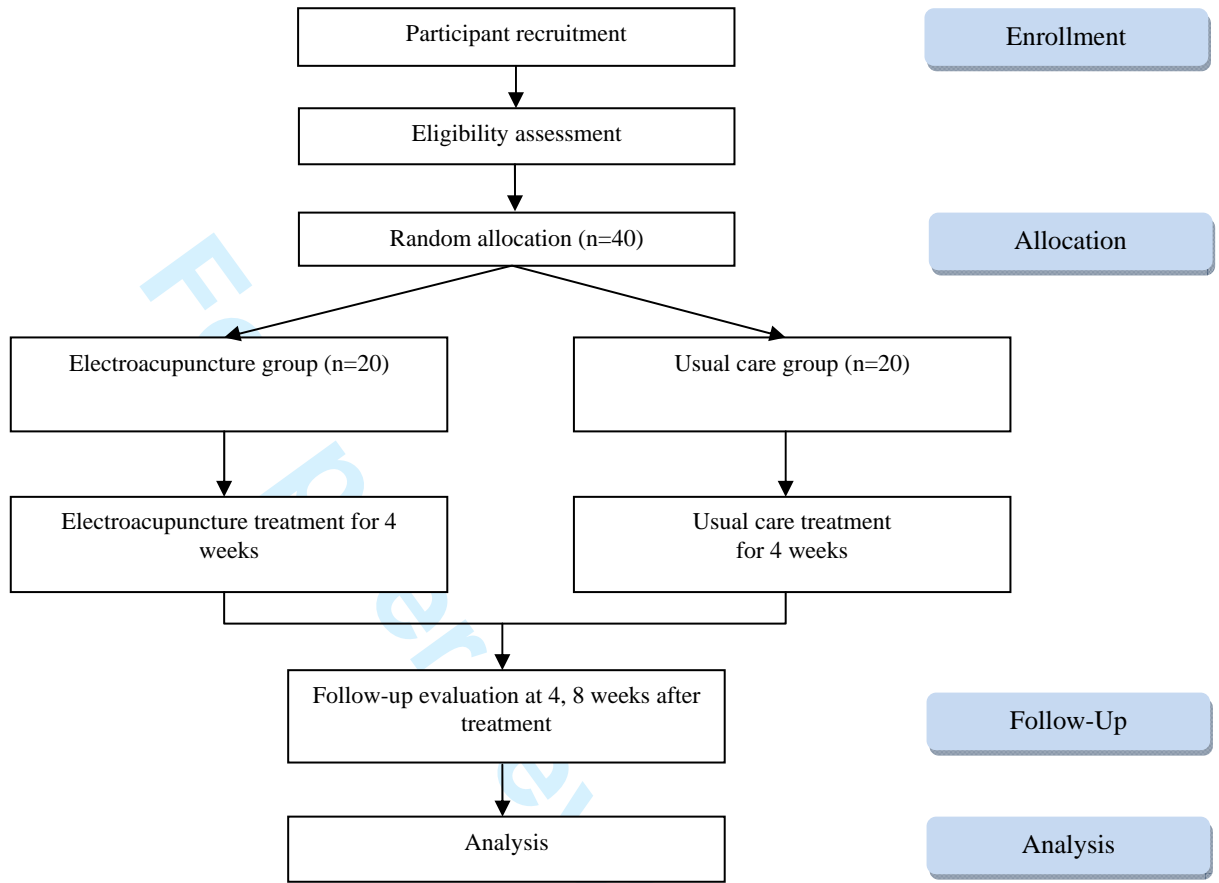 Participant recruitment
Enrollment
Eligibility assessment
Random allocation (n=40)
Allocation
Electroacupuncture group (n=20)
Usual care group (n=20)
Electroacupuncture treatment for 4
weeks
Usual care treatment
for 4 weeks
Follow-up evaluation at 4, 8 weeks after
treatment
Follow-Up
Analysis
Analysis